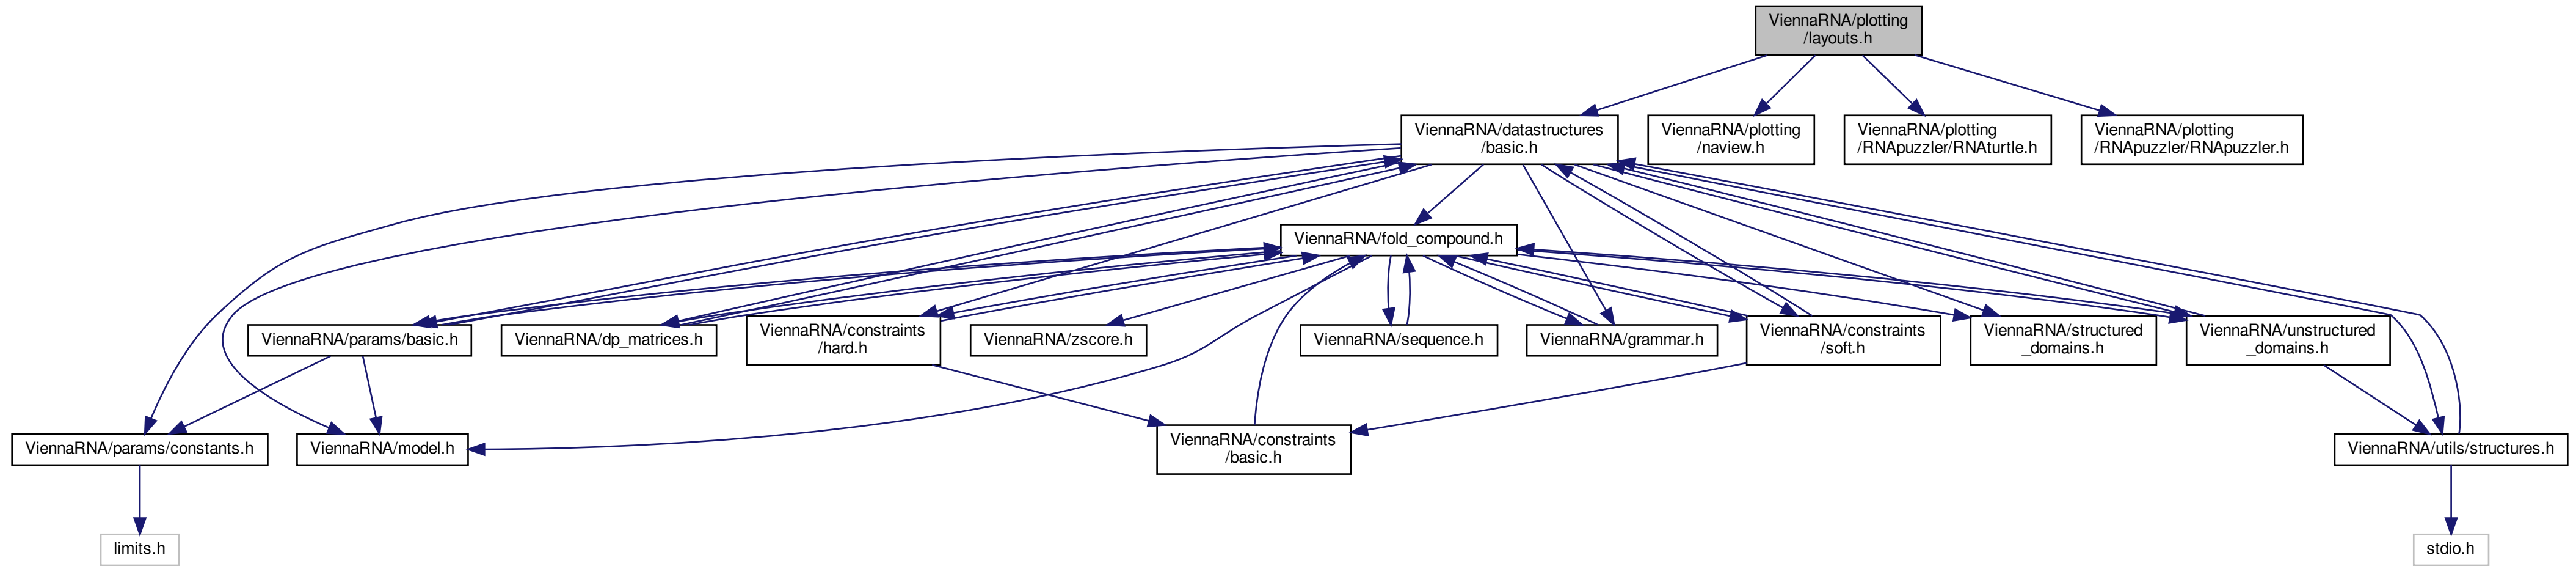 ViennaRNA/plotting
/layouts.h
ViennaRNA/datastructures
/basic.h
ViennaRNA/plotting
/naview.h
ViennaRNA/plotting
/RNApuzzler/RNAturtle.h
ViennaRNA/plotting
/RNApuzzler/RNApuzzler.h
ViennaRNA/fold_compound.h
ViennaRNA/params/basic.h
ViennaRNA/dp_matrices.h
ViennaRNA/constraints
/hard.h
ViennaRNA/zscore.h
ViennaRNA/sequence.h
ViennaRNA/grammar.h
ViennaRNA/constraints
/soft.h
ViennaRNA/structured
_domains.h
ViennaRNA/unstructured
_domains.h
ViennaRNA/params/constants.h
ViennaRNA/model.h
ViennaRNA/constraints
/basic.h
ViennaRNA/utils/structures.h
limits.h
stdio.h